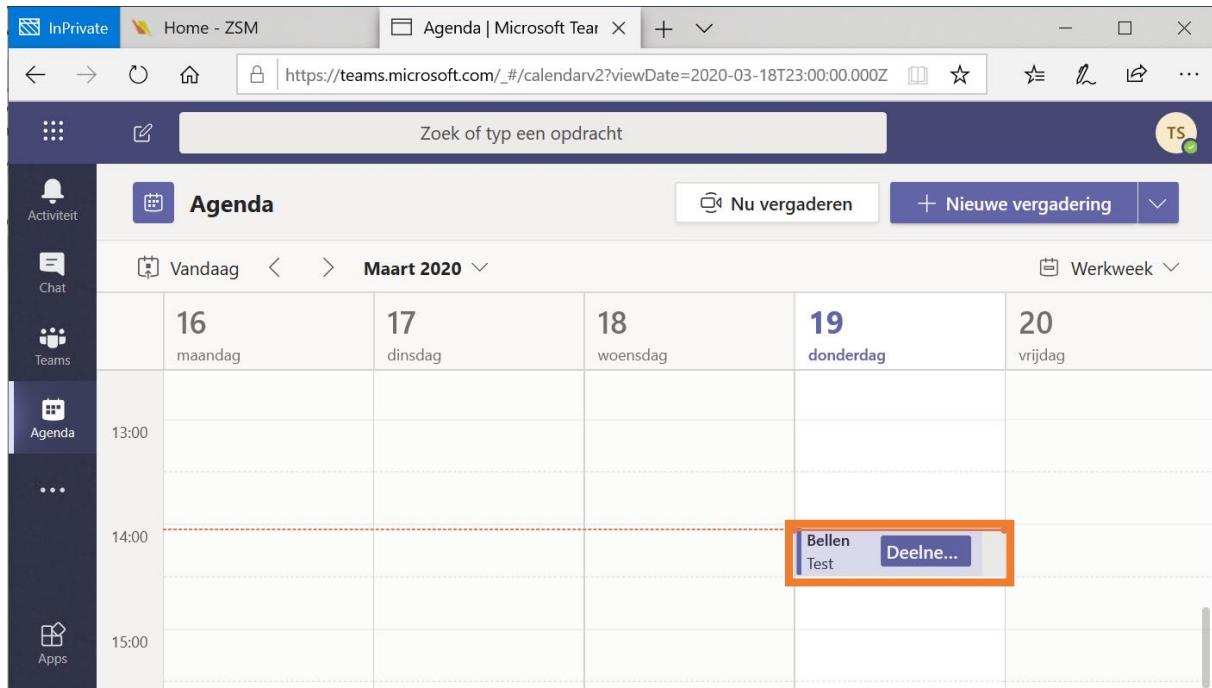 InPrivate
Home - ZSM
Agenda | Microsoft Tear
https://teams.microsoft.com/_#/calendarv2?viewDate=2020-03-18T23:00:00.000Z
Zoek of typ een opdracht
TS
Activiteit
Chat
Teams
Agenda
Apps
Agenda
Nu vergaderen
Nieuwe vergadering
Vandaag
Maart 2020
Werkweek
16
maandag
17
dinsdag
18
woensdag
19
donderdag
20
vrijdag
13:00
14:00
Bellen
Test
Deelne...
15:00